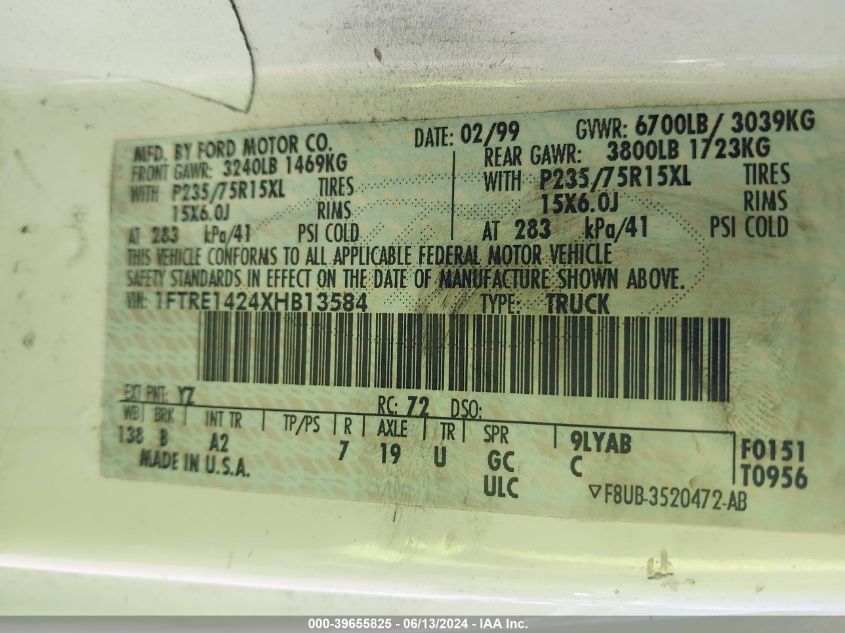 MFD. BY FORD MOTOR CO. DATE: 02/99 GVWR: 6700LB/ 3039KG
FRONT GAWR: 3240LB 1469KG REAR GAWR: 3800LB 1723KG
WITH P235/75R15XL TIRES WITH P235/75R15XL TIRES
15X6.0J RIMS 15X6.0J RIMS
AT 283 kPa/41 PSI COLD AT 283 kPa/41 PSI COLD
THIS VEHICLE CONFORMS TO ALL APPLICABLE FEDERAL MOTOR VEHICLE
SAFETY STANDARDS IN EFFECT ON THE DATE OF MANUFACTURE SHOWN ABOVE.
VIN: 1FTRE1424XHB13584 TYPE: TRUCK
EXT PNT: YZ RC: 72 DSO:
WB BRK INT TR TP/PS R AXLE TR SPR 9LYAB F0151
138 B A2 7 19 U GC C T0956
MADE IN U.S.A. ULC ▽F8UB-3520472-AB
000-39655825 - 06/13/2024 - IAA Inc.